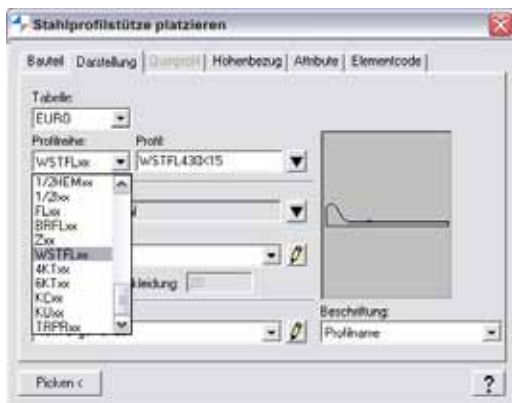 Stahlprofilstütze platzieren
Bauteil Darstellung Querprofil Höhenbezug Attribute Elementcode
Tabelle:
EURO
Profilreihe: Profil:
WSTFLxx WSTFL430X15
1/2HEMxx
1/2Ixx
FLxx
BRFLxx
Zxx
WSTFLxx
4KTxx
6KTxx
KCxx
KUxx
TRPRxx
kleidung:
Beschriftung:
Profilname
Picken <
?